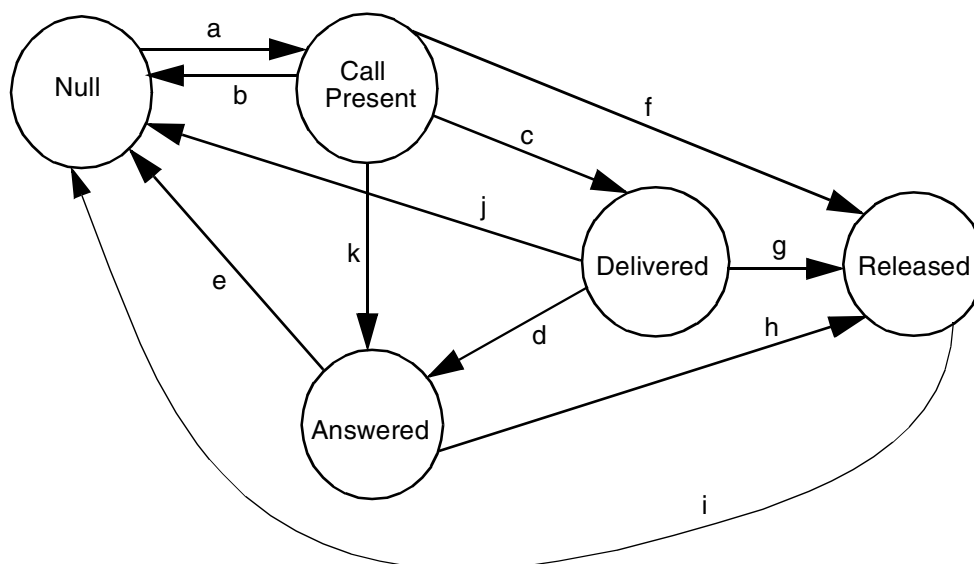 a
Null
Call
Present
b
f
c
j
k
Delivered
g
Released
e
d
h
Answered
i